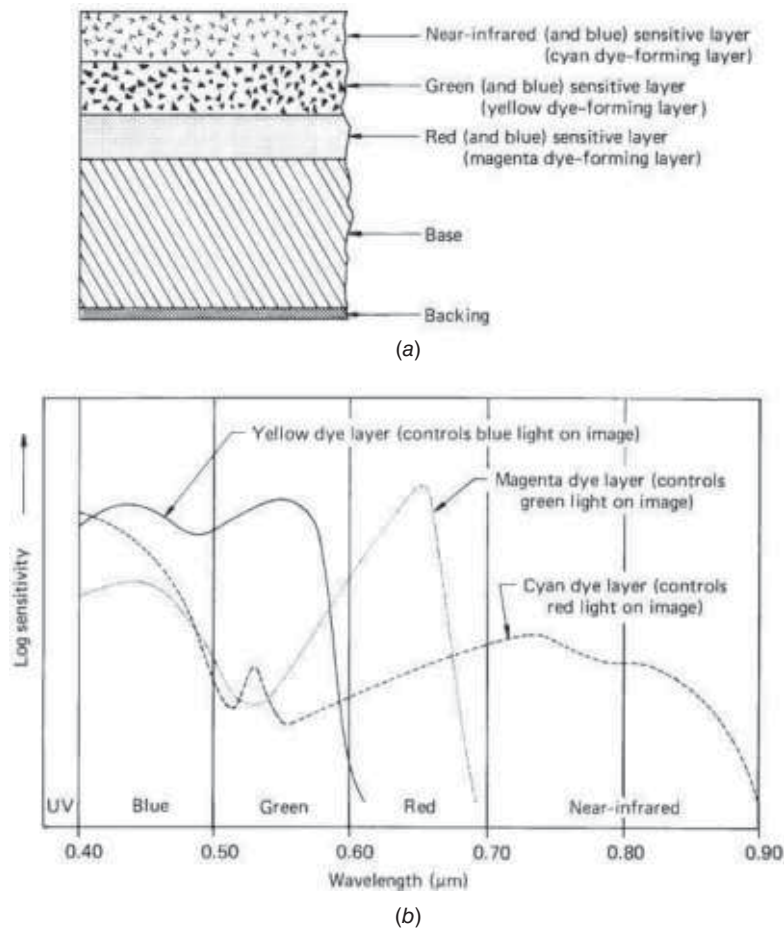 Near-infrared (and blue) sensitive layer
(cyan dye-forming layer)
Green (and blue) sensitive layer
(yellow dye-forming layer)
Red (and blue) sensitive layer
(magenta dye-forming layer)
Base
Backing
(a)
Yellow dye layer (controls blue light on image)
Magenta dye layer (controls
green light on image)
Cyan dye layer (controls
red light on image)
Log sensitivity
UV Blue Green Red Near-infrared
0.40 0.50 0.60 0.70 0.80 0.90
Wavelength (μm)
(b)